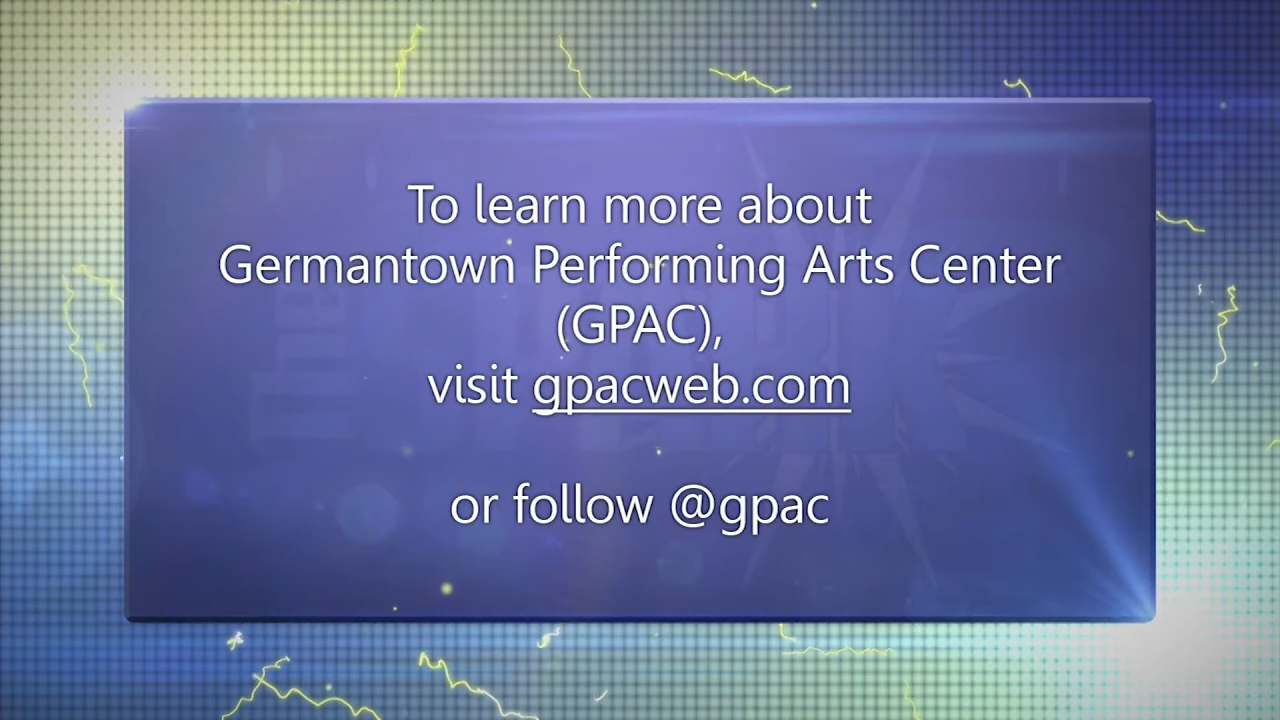 To learn more about
Germantown Performing Arts Center
(GPAC),
visit gpacweb.com
or follow @gpac